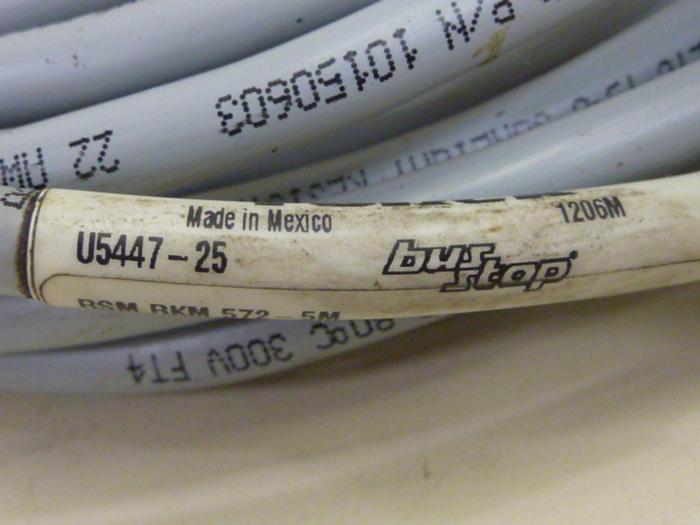 P/N 10150603
22 AW
Made in Mexico
1206M
U5447-25
bus stop
RSM RKM 572-5M
300V FT4